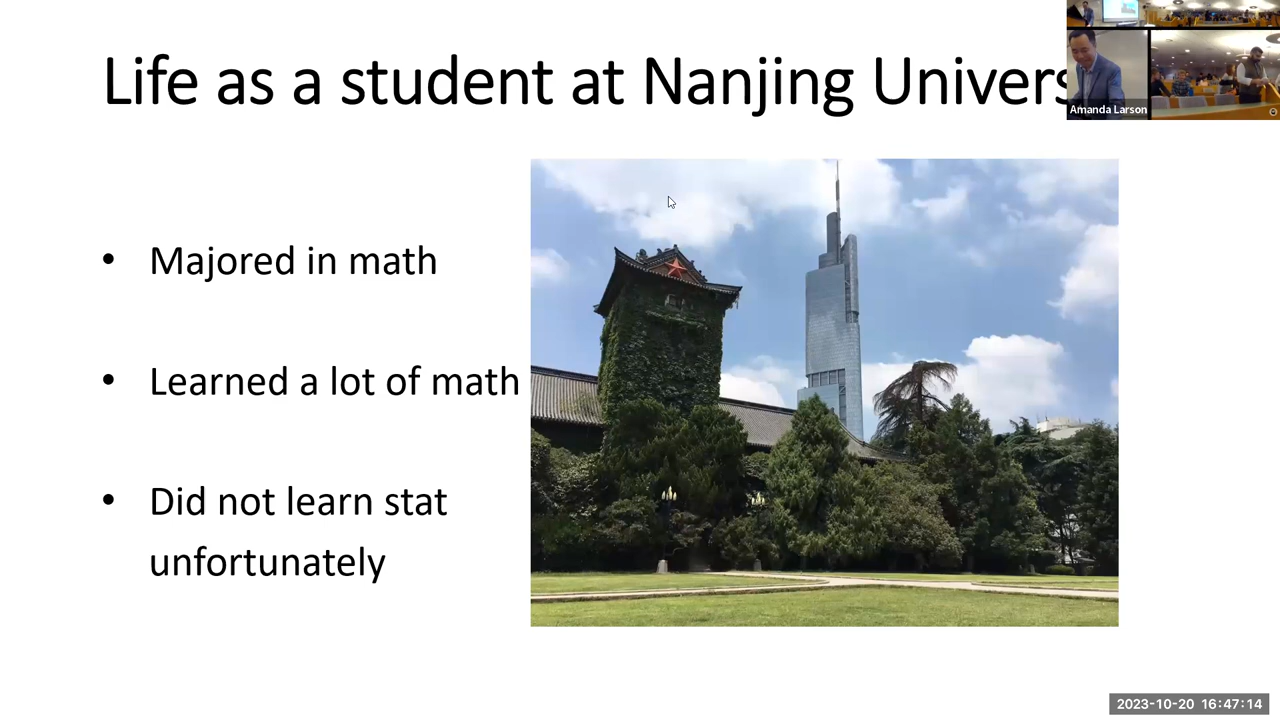 Life as a student at Nanjing Univers
Amanda Larson
• Majored in math
• Learned a lot of math
• Did not learn stat
unfortunately
2023-10-20 16:47:14